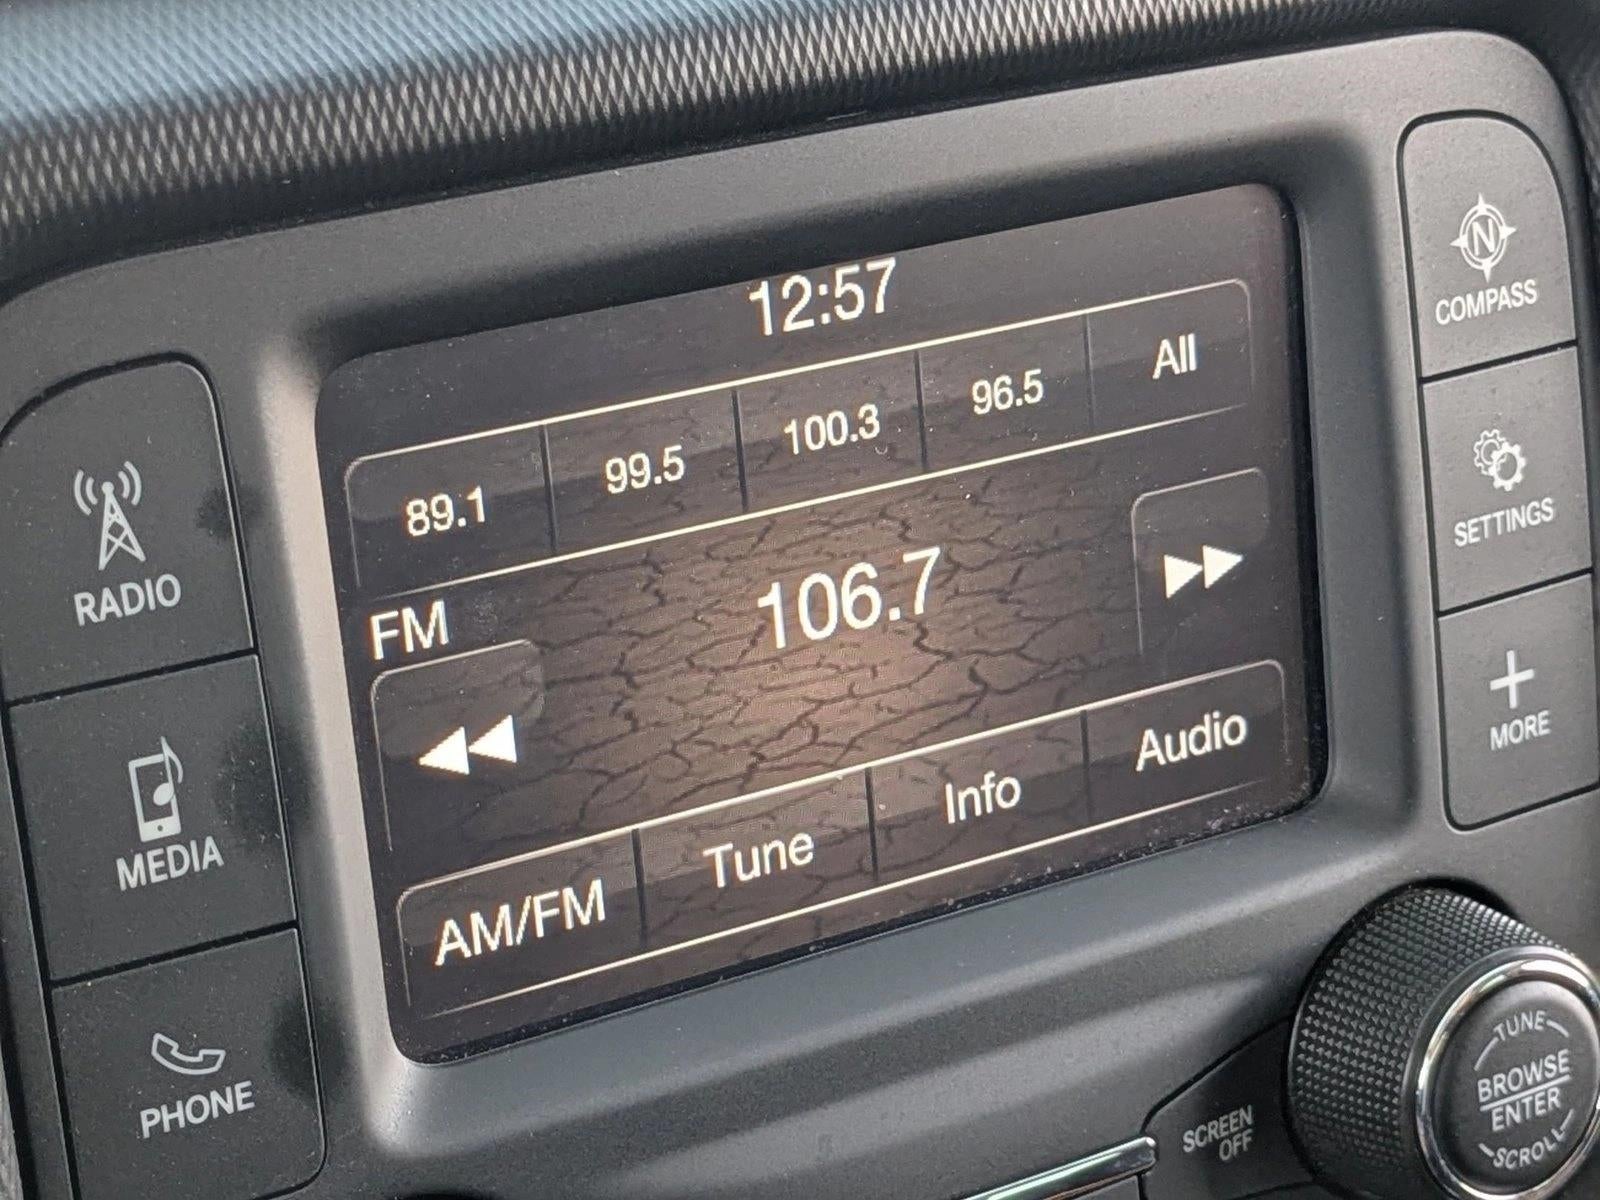 12:57
89.1 99.5 100.3 96.5 All
FM
106.7
AM/FM Tune Info Audio
RADIO
MEDIA
PHONE
N
COMPASS
SETTINGS
MORE
SCREEN
OFF
TUNE
BROWSE
ENTER
SCROLL